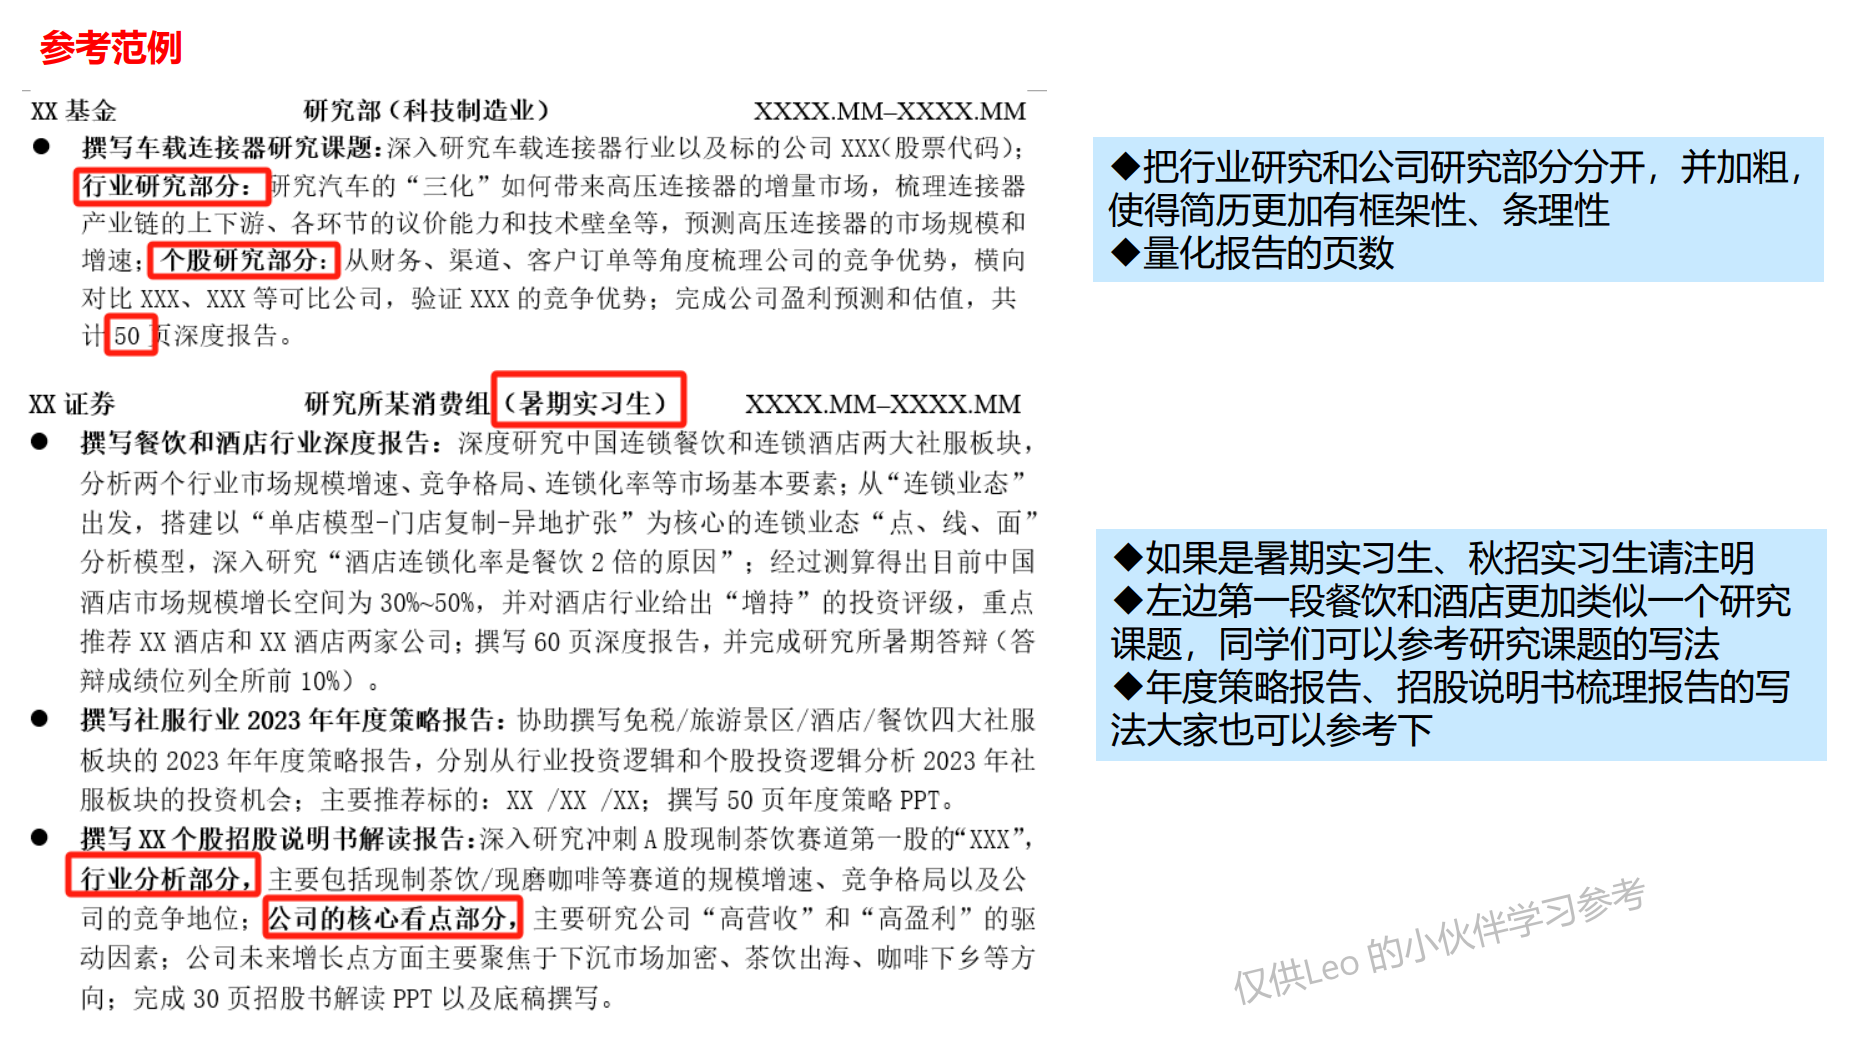 参考范例
XX 基金 研究部（科技制造业） XXXX.MM–XXXX.MM
● 撰写车载连接器研究课题：深入研究车载连接器行业以及标的公司 XXX（股票代码）；
行业研究部分：研究汽车的“三化”如何带来高压连接器的增量市场，梳理连接器
产业链的上下游、各环节的议价能力和技术壁垒等，预测高压连接器的市场规模和
增速；个股研究部分：从财务、渠道、客户订单等角度梳理公司的竞争优势，横向
对比 XXX、XXX 等可比公司，验证 XXX 的竞争优势；完成公司盈利预测和估值，共
计 50 页深度报告。
XX 证券 研究所某消费组（暑期实习生） XXXX.MM–XXXX.MM
● 撰写餐饮和酒店行业深度报告：深度研究中国连锁餐饮和连锁酒店两大社服板块，
分析两个行业市场规模增速、竞争格局、连锁化率等市场基本要素；从“连锁业态”
出发，搭建以“单店模型-门店复制-异地扩张”为核心的连锁业态“点、线、面”
分析模型，深入研究“酒店连锁化率是餐饮 2 倍的原因”；经过测算得出目前中国
酒店市场规模增长空间为 30%~50%，并对酒店行业给出“增持”的投资评级，重点
推荐 XX 酒店和 XX 酒店两家公司；撰写 60 页深度报告，并完成研究所暑期答辩（答
辩成绩位列全所前 10%）。
● 撰写社服行业 2023 年年度策略报告：协助撰写免税/旅游景区/酒店/餐饮四大社服
板块的 2023 年年度策略报告，分别从行业投资逻辑和个股投资逻辑分析 2023 年社
服板块的投资机会；主要推荐标的：XX /XX /XX；撰写 50 页年度策略 PPT。
● 撰写 XX 个股招股说明书解读报告：深入研究冲刺 A 股现制茶饮赛道第一股的“XXX”，
行业分析部分，主要包括现制茶饮/现磨咖啡等赛道的规模增速、竞争格局以及公
司的竞争地位；公司的核心看点部分，主要研究公司“高营收”和“高盈利”的驱
动因素；公司未来增长点方面主要聚焦于下沉市场加密、茶饮出海、咖啡下乡等方
向；完成 30 页招股书解读 PPT 以及底稿撰写。
◆把行业研究和公司研究部分分开，并加粗，
使得简历更加有框架性、条理性
◆量化报告的页数
◆如果是暑期实习生、秋招实习生请注明
◆左边第一段餐饮和酒店更加类似一个研究
课题，同学们可以参考研究课题的写法
◆年度策略报告、招股说明书梳理报告的写
法大家也可以参考下
仅供Leo 的小伙伴学习参考